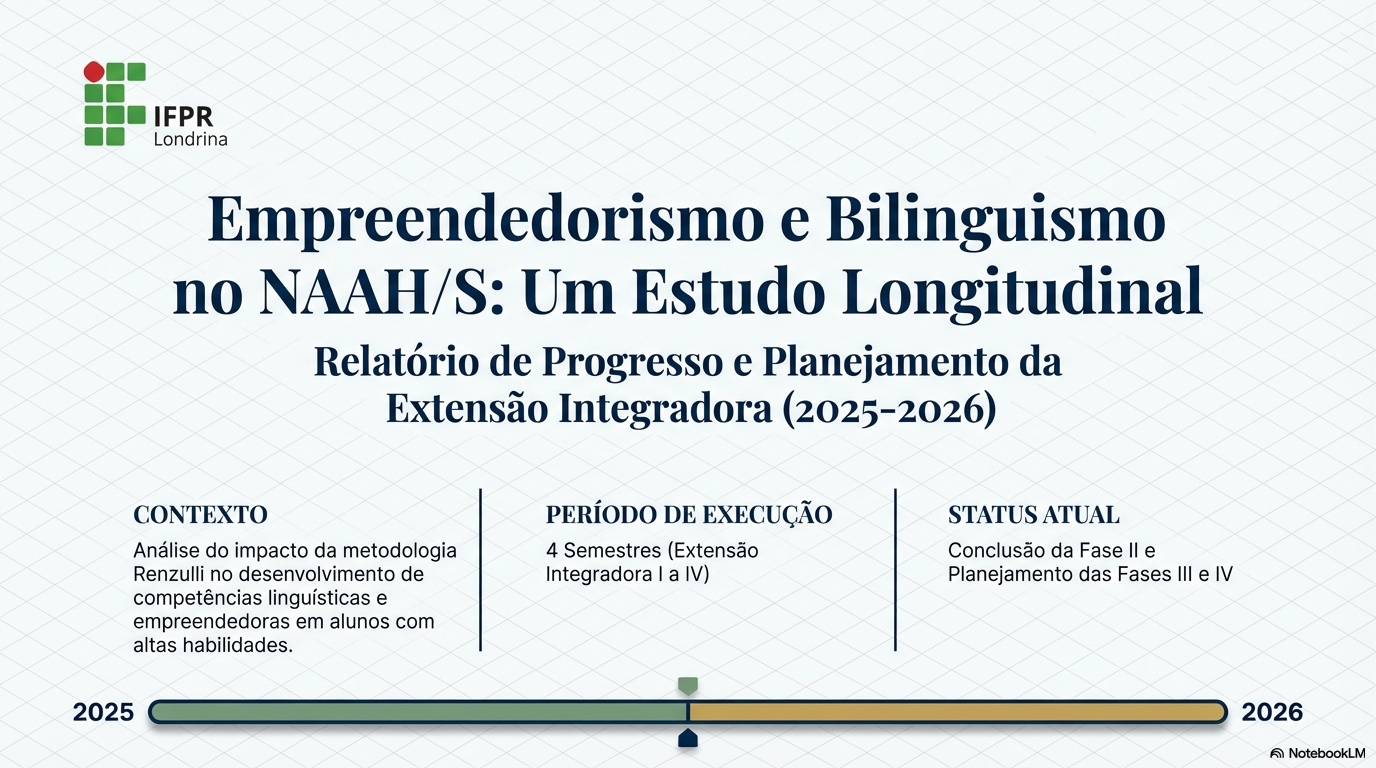 IFPR
Londrina
Empreendedorismo e Bilinguismo
no NAAH/S: Um Estudo Longitudinal
Relatório de Progresso e Planejamento da
Extensão Integradora (2025-2026)
CONTEXTO
Análise do impacto da metodologia
Renzulli no desenvolvimento de
competências linguísticas e
empreendedoras em alunos com
altas habilidades.
PERÍODO DE EXECUÇÃO
4 Semestres (Extensão
Integradora I a IV)
STATUS ATUAL
Conclusão da Fase II e
Planejamento das Fases III e IV
2025
2026
NotebookLM